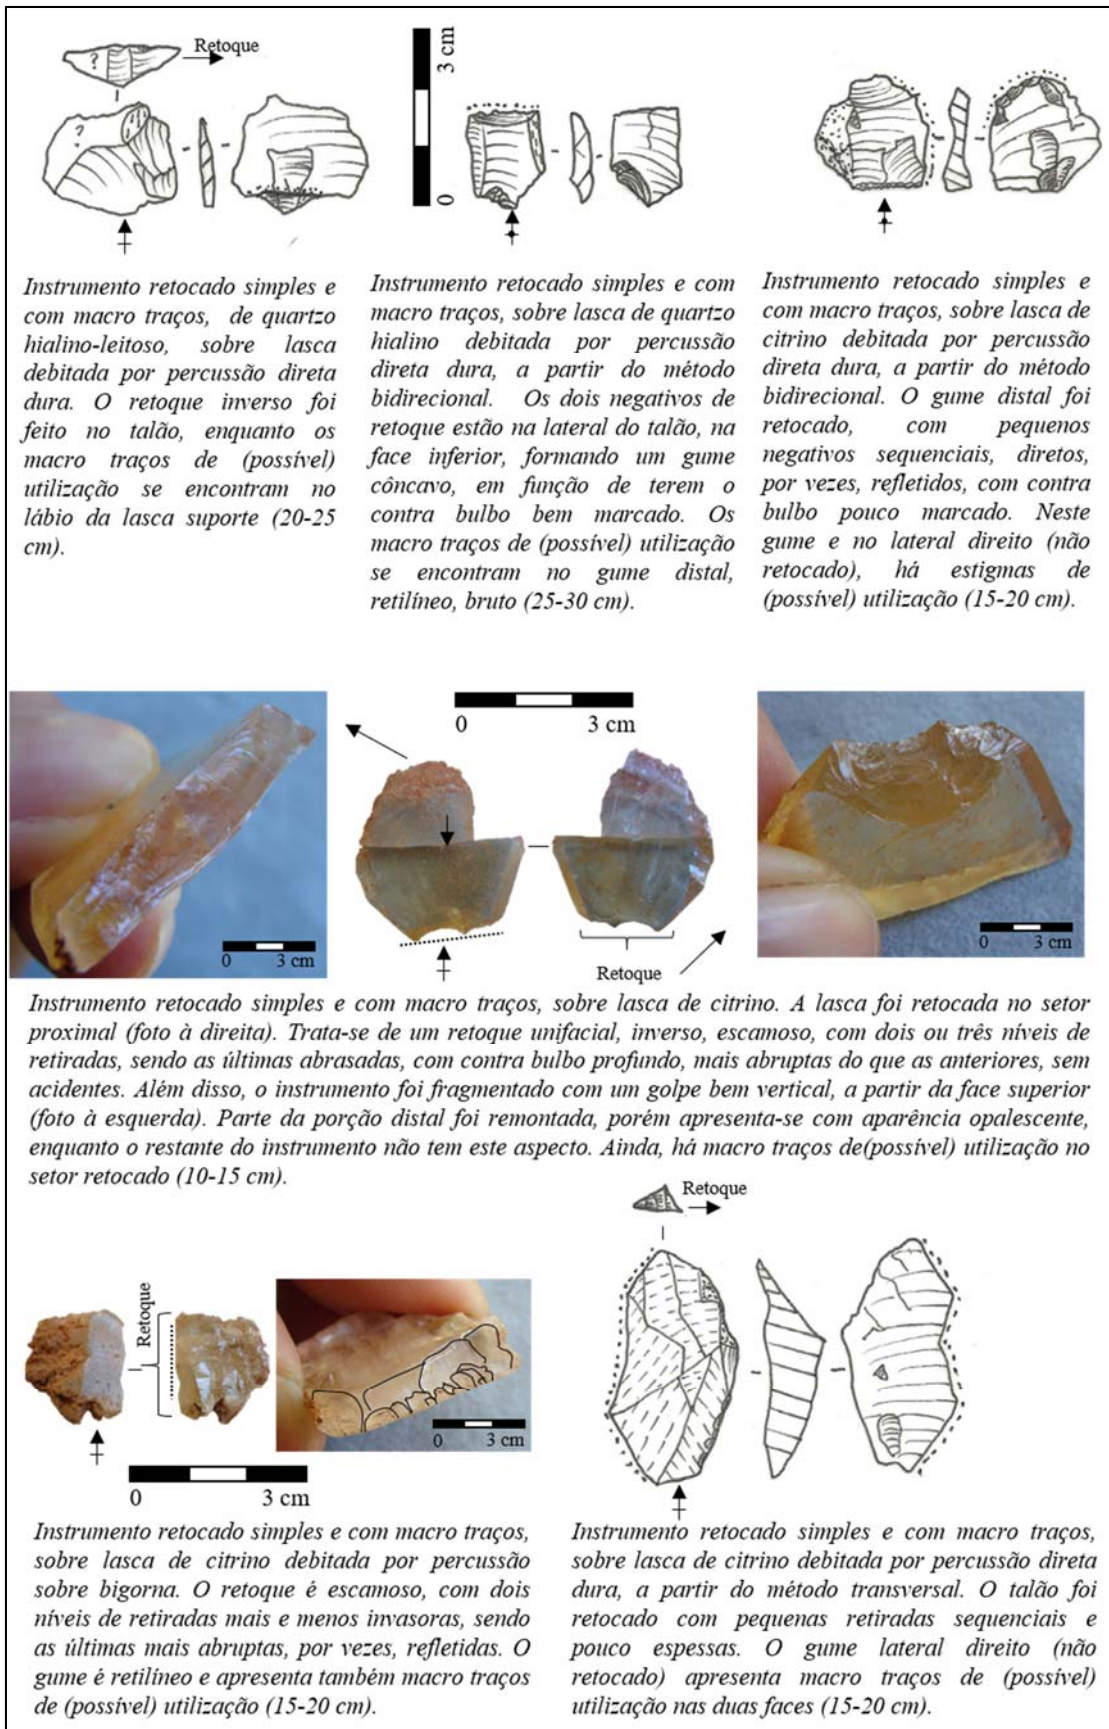 Retoque
?
?
3 cm
0
Instrumento retocado simples e
com macro traços, de quartzo
hialino-leitoso, sobre lasca
debitada por percussão direta
dura. O retoque inverso foi
feito no talão, enquanto os
macro traços de (possível)
utilização se encontram no
lábio da lasca suporte (20-25
cm).
Instrumento retocado simples e com
macro traços, sobre lasca de quartzo
hialino debitada por percussão
direta dura, a partir do método
bidirecional. Os dois negativos de
retoque estão na lateral do talão, na
face inferior, formando um gume
côncavo, em função de terem o
contra bulbo bem marcado. Os
macro traços de (possível) utilização
se encontram no gume distal,
retilíneo, bruto (25-30 cm).
Instrumento retocado simples e
com macro traços, sobre lasca de
citrino debitada por percussão
direta dura, a partir do método
bidirecional. O gume distal foi
retocado, com pequenos
negativos sequenciais, diretos,
por vezes, refletidos, com contra
bulbo pouco marcado. Neste
gume e no lateral direito (não
retocado), há estigmas de
(possível) utilização (15-20 cm).
0 3 cm
0 3 cm
Retoque
0 3 cm
Instrumento retocado simples e com macro traços, sobre lasca de citrino. A lasca foi retocada no setor
proximal (foto à direita). Trata-se de um retoque unifacial, inverso, escamoso, com dois ou três níveis de
retiradas, sendo as últimas abrasadas, com contra bulbo profundo, mais abruptas do que as anteriores, sem
acidentes. Além disso, o instrumento foi fragmentado com um golpe bem vertical, a partir da face superior
(foto à esquerda). Parte da porção distal foi remontada, porém apresenta-se com aparência opalescente,
enquanto o restante do instrumento não tem este aspecto. Ainda, há macro traços de(possível) utilização no
setor retocado (10-15 cm).
Retoque
0 3 cm
0 3 cm
Instrumento retocado simples e com macro traços,
sobre lasca de citrino debitada por percussão
sobre bigorna. O retoque é escamoso, com dois
níveis de retiradas mais e menos invasoras, sendo
as últimas mais abruptas, por vezes, refletidas. O
gume é retilíneo e apresenta também macro traços
de (possível) utilização (15-20 cm).
Retoque
Instrumento retocado simples e com macro traços,
sobre lasca de citrino debitada por percussão direta
dura, a partir do método transversal. O talão foi
retocado com pequenas retiradas sequenciais e
pouco espessas. O gume lateral direito (não
retocado) apresenta macro traços de (possível)
utilização nas duas faces (15-20 cm).